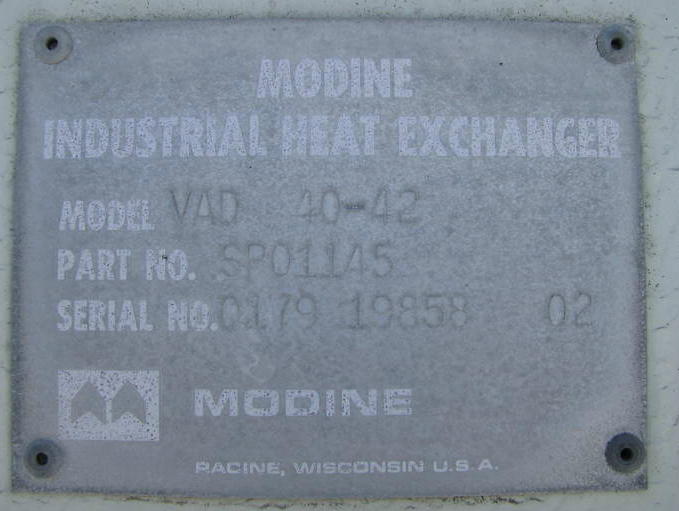 MODINE
INDUSTRIAL HEAT EXCHANGER
MODEL VAD 40-42
PART NO. SP01145
SERIAL NO. 0179 19858 02
MODINE
RACINE, WISCONSIN U.S.A.